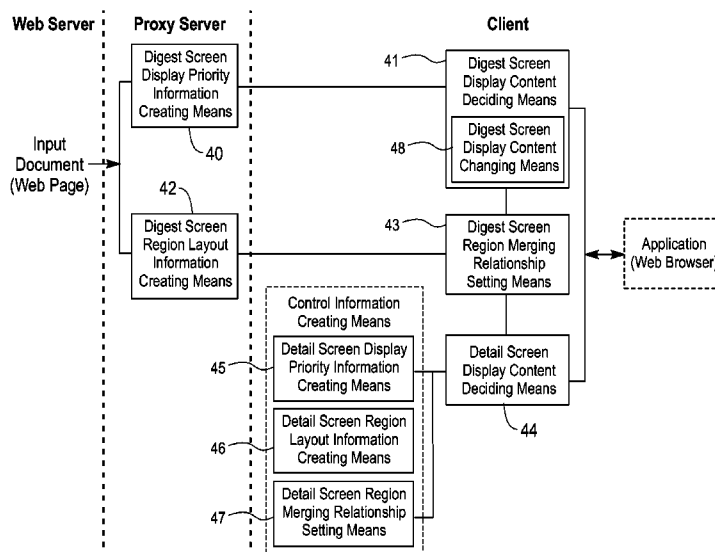 Web Server
Proxy Server
Client
Digest Screen
Display Priority
Information
Creating Means
40
Input
Document
(Web Page)
42
Digest Screen
Region Layout
Information
Creating Means
41
Digest Screen
Display Content
Deciding Means
48
Digest Screen
Display Content
Changing Means
43
Digest Screen
Region Merging
Relationship
Setting Means
Application
(Web Browser)
Control Information
Creating Means
45
Detail Screen Display
Priority Information
Creating Means
46
Detail Screen Region
Layout Information
Creating Means
47
Detail Screen Region
Merging Relationship
Setting Means
Detail Screen
Display Content
Deciding Means
44